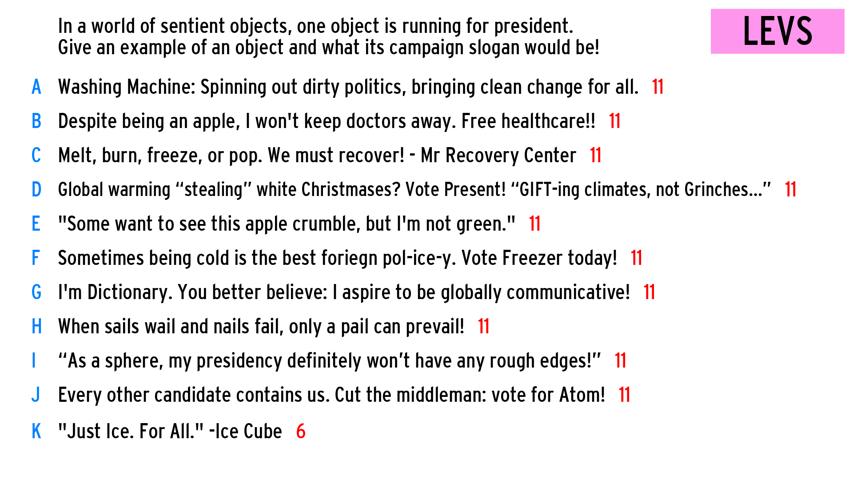 In a world of sentient objects, one object is running for president.
Give an example of an object and what its campaign slogan would be!
LEVS
A Washing Machine: Spinning out dirty politics, bringing clean change for all. 11
B Despite being an apple, I won't keep doctors away. Free healthcare!! 11
C Melt, burn, freeze, or pop. We must recover! - Mr Recovery Center 11
D Global warming “stealing” white Christmases? Vote Present! “GIFT-ing climates, not Grinches...” 11
E "Some want to see this apple crumble, but I'm not green." 11
F Sometimes being cold is the best foriegn pol-ice-y. Vote Freezer today! 11
G I'm Dictionary. You better believe: I aspire to be globally communicative! 11
H When sails wail and nails fail, only a pail can prevail! 11
I “As a sphere, my presidency definitely won’t have any rough edges!” 11
J Every other candidate contains us. Cut the middleman: vote for Atom! 11
K "Just Ice. For All." -Ice Cube 6